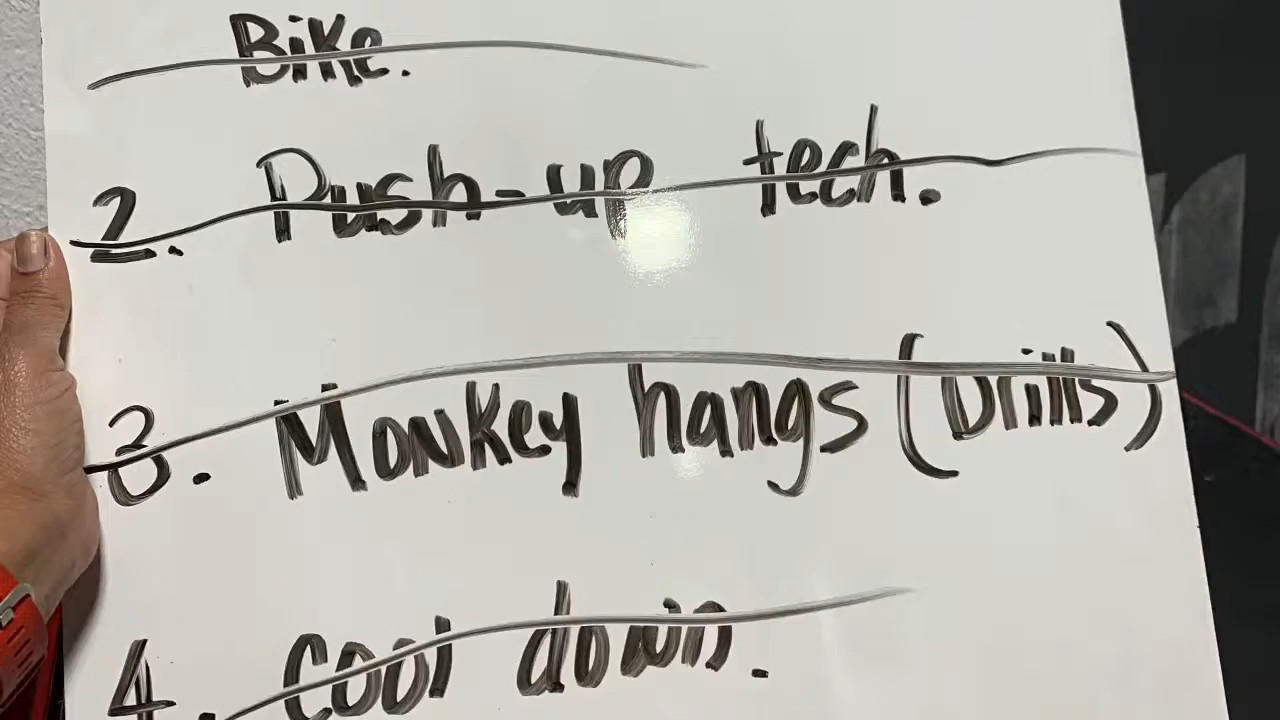 Bike.
2. Push-up tech.
3. Monkey hangs (Drills)
4. Cool down.